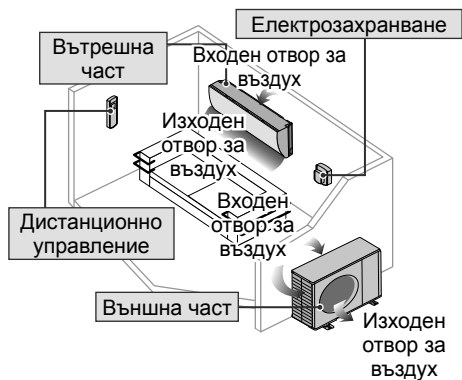 Електрозахранване
Вътрешна
част
Входен отвор за
въздух
Изходен
отвор за
въздух
Дистанционно
управление
Входен
отвор за
въздух
Външна част
Изходен
отвор за
въздух